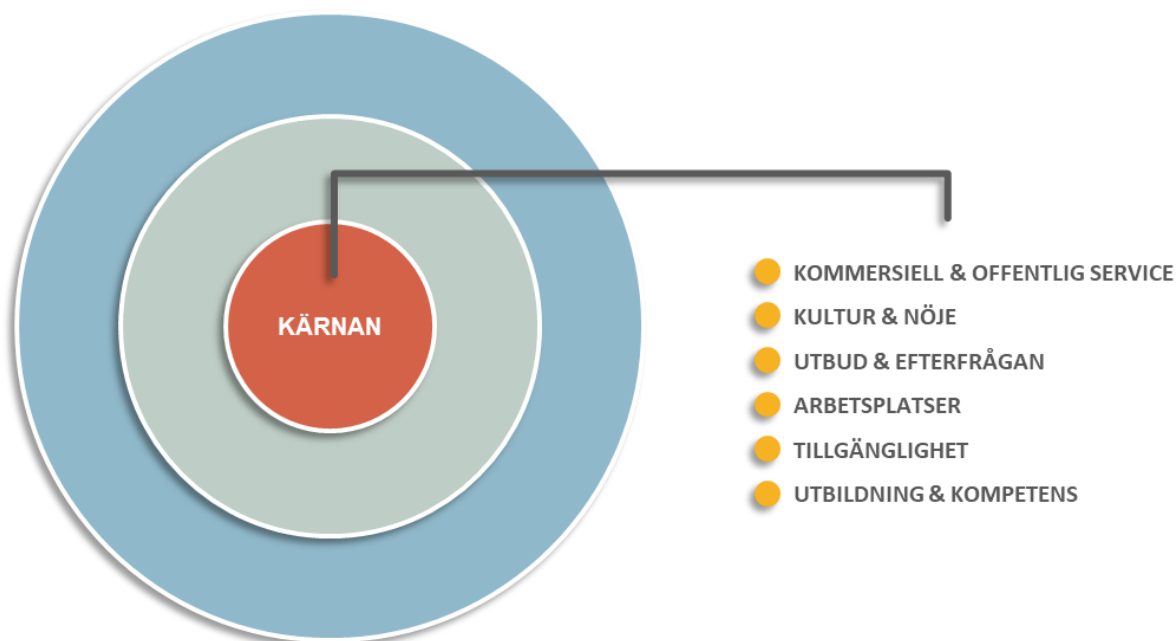 KÄRNAN
KOMMERSIELL & OFFENTLIG SERVICE
KULTUR & NÖJE
UTBUD & EFTERFRÅGAN
ARBETSPLATSER
TILLGÄNGLIGHET
UTBILDNING & KOMPETENS